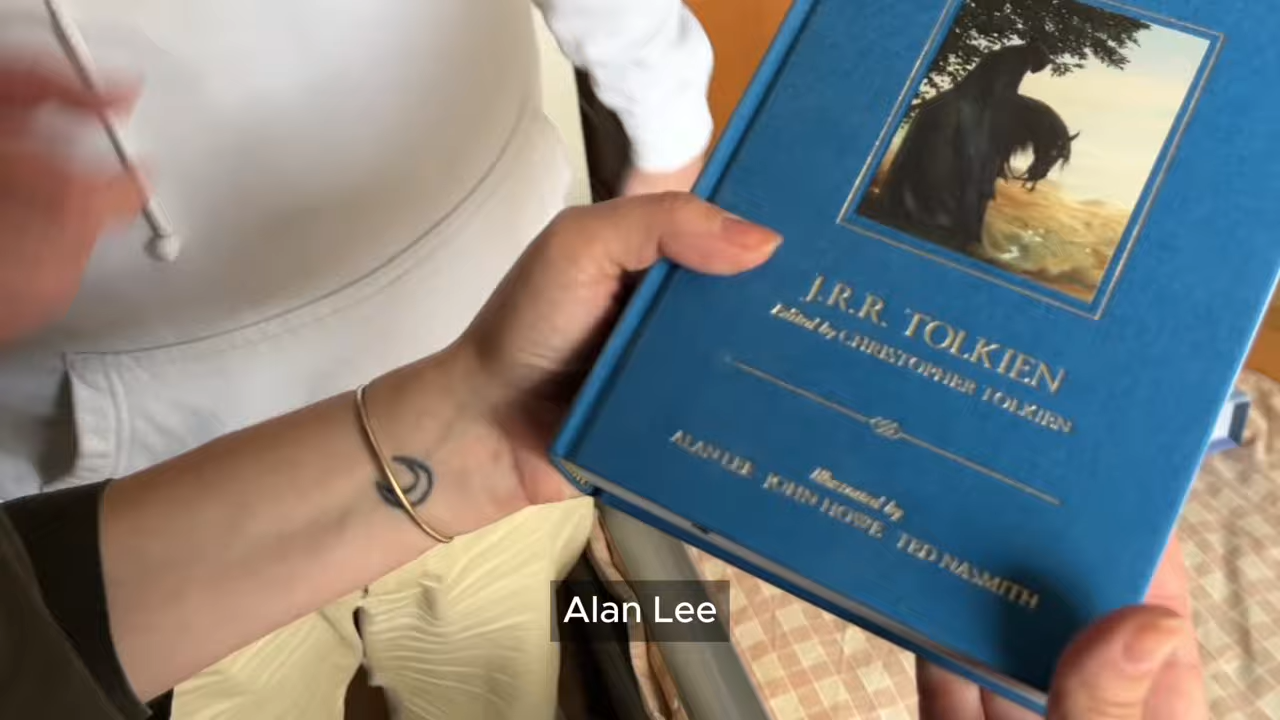 J.R.R. TOLKIEN
Edited by CHRISTOPHER TOLKIEN
Illustrated by
ALAN LEE JOHN HOWE TED NASMITH
Alan Lee